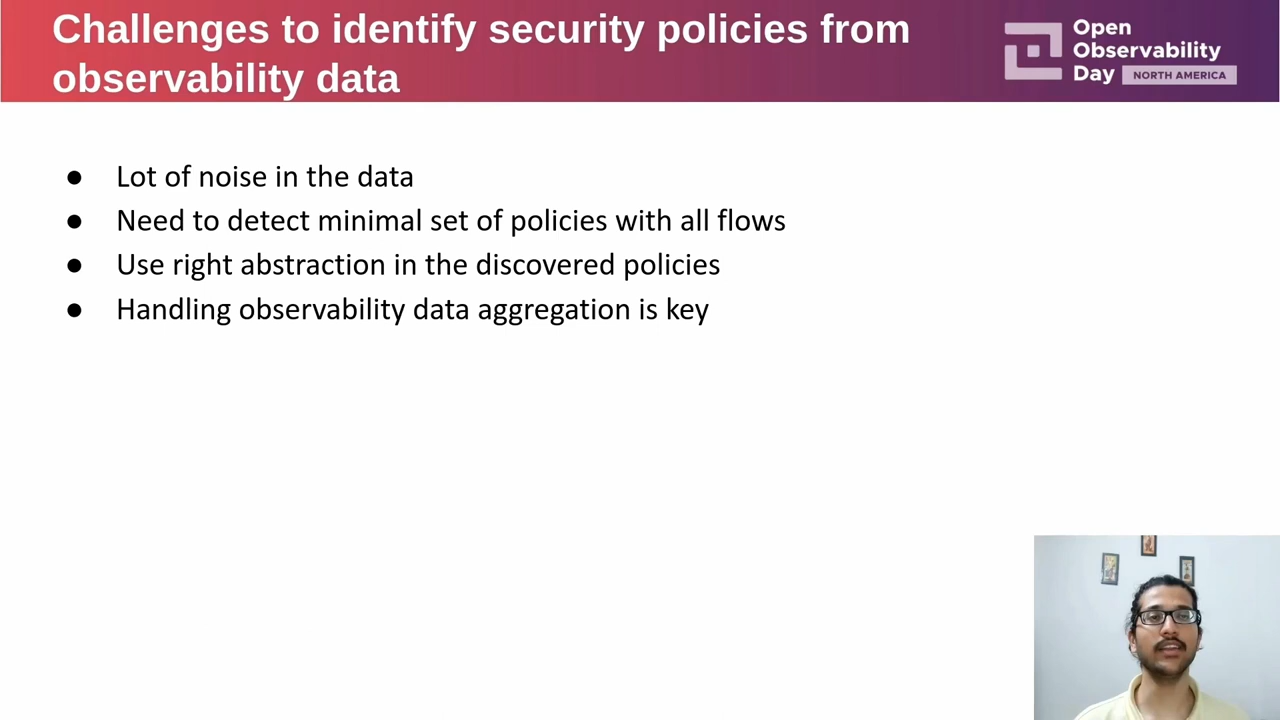 Challenges to identify security policies from
observability data
Open
Observability
Day NORTH AMERICA
● Lot of noise in the data
● Need to detect minimal set of policies with all flows
● Use right abstraction in the discovered policies
● Handling observability data aggregation is key